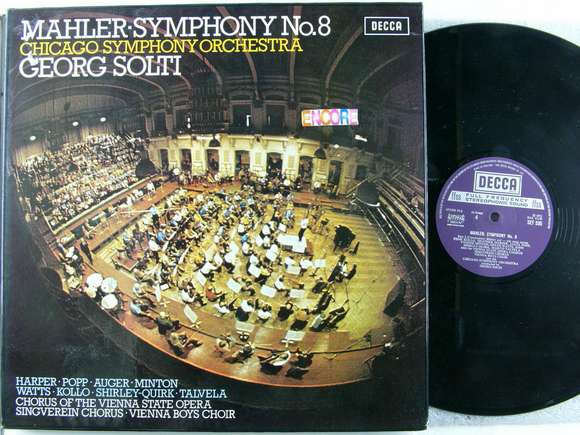 MAHLER·SYMPHONY No.8
CHICAGO SYMPHONY ORCHESTRA
GEORG SOLTI
DECCA
ENCORE
HARPER · POPP · AUGER · MINTON
WATTS · KOLLO · SHIRLEY-QUIRK · TALVELA
CHORUS OF THE VIENNA STATE OPERA
SINGVEREIN CHORUS · VIENNA BOYS CHOIR
DECCA
ffss FULL FREQUENCY ffss
STEREOPHONIC SOUND
MAHLER: SYMPHONY No. 8